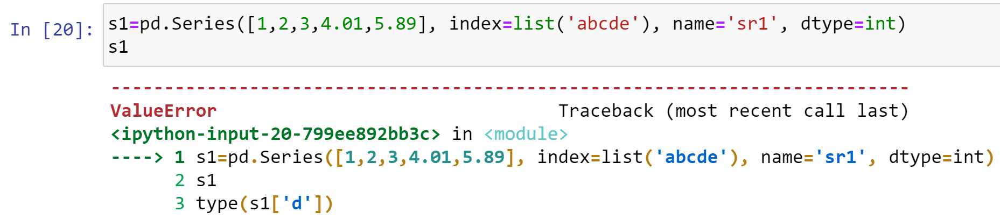 In [20]: s1=pd.Series([1,2,3,4.01,5.89], index=list('abcde'), name='sr1', dtype=int)
s1
---------------------------------------------------------------------------
ValueError                                Traceback (most recent call last)
<ipython-input-20-799ee892bb3c> in <module>
----> 1 s1=pd.Series([1,2,3,4.01,5.89], index=list('abcde'), name='sr1', dtype=int)
      2 s1
      3 type(s1['d'])